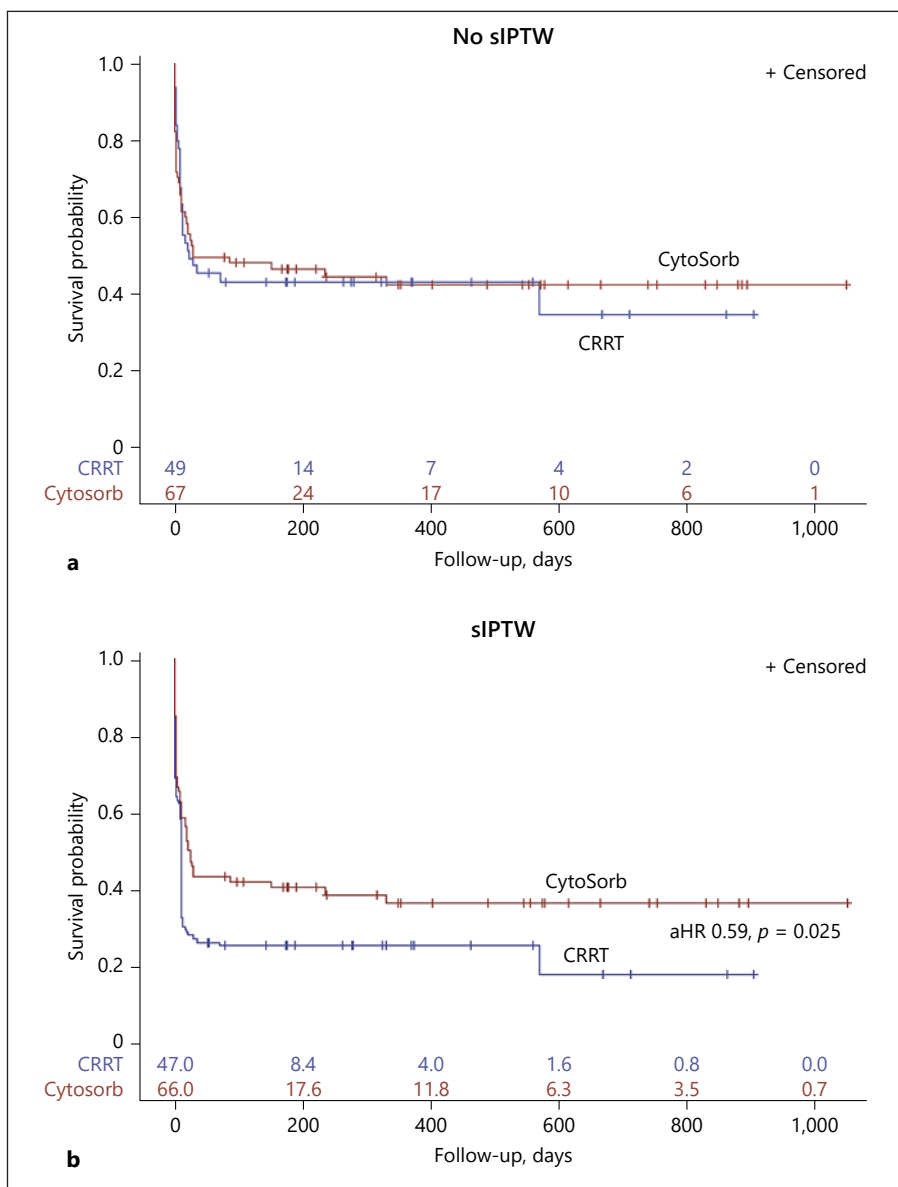 No sIPTW
+ Censored
1.0
0.8
0.6
0.4
0.2
0
Survival probability
CytoSorb
CRRT
CRRT 49 14 7 4 2 0
Cytosorb 67 24 17 10 6 1
0 200 400 600 800 1,000
Follow-up, days
a
sIPTW
+ Censored
1.0
0.8
0.6
0.4
0.2
0
Survival probability
CytoSorb
aHR 0.59, p = 0.025
CRRT
CRRT 47.0 8.4 4.0 1.6 0.8 0.0
Cytosorb 66.0 17.6 11.8 6.3 3.5 0.7
0 200 400 600 800 1,000
Follow-up, days
b